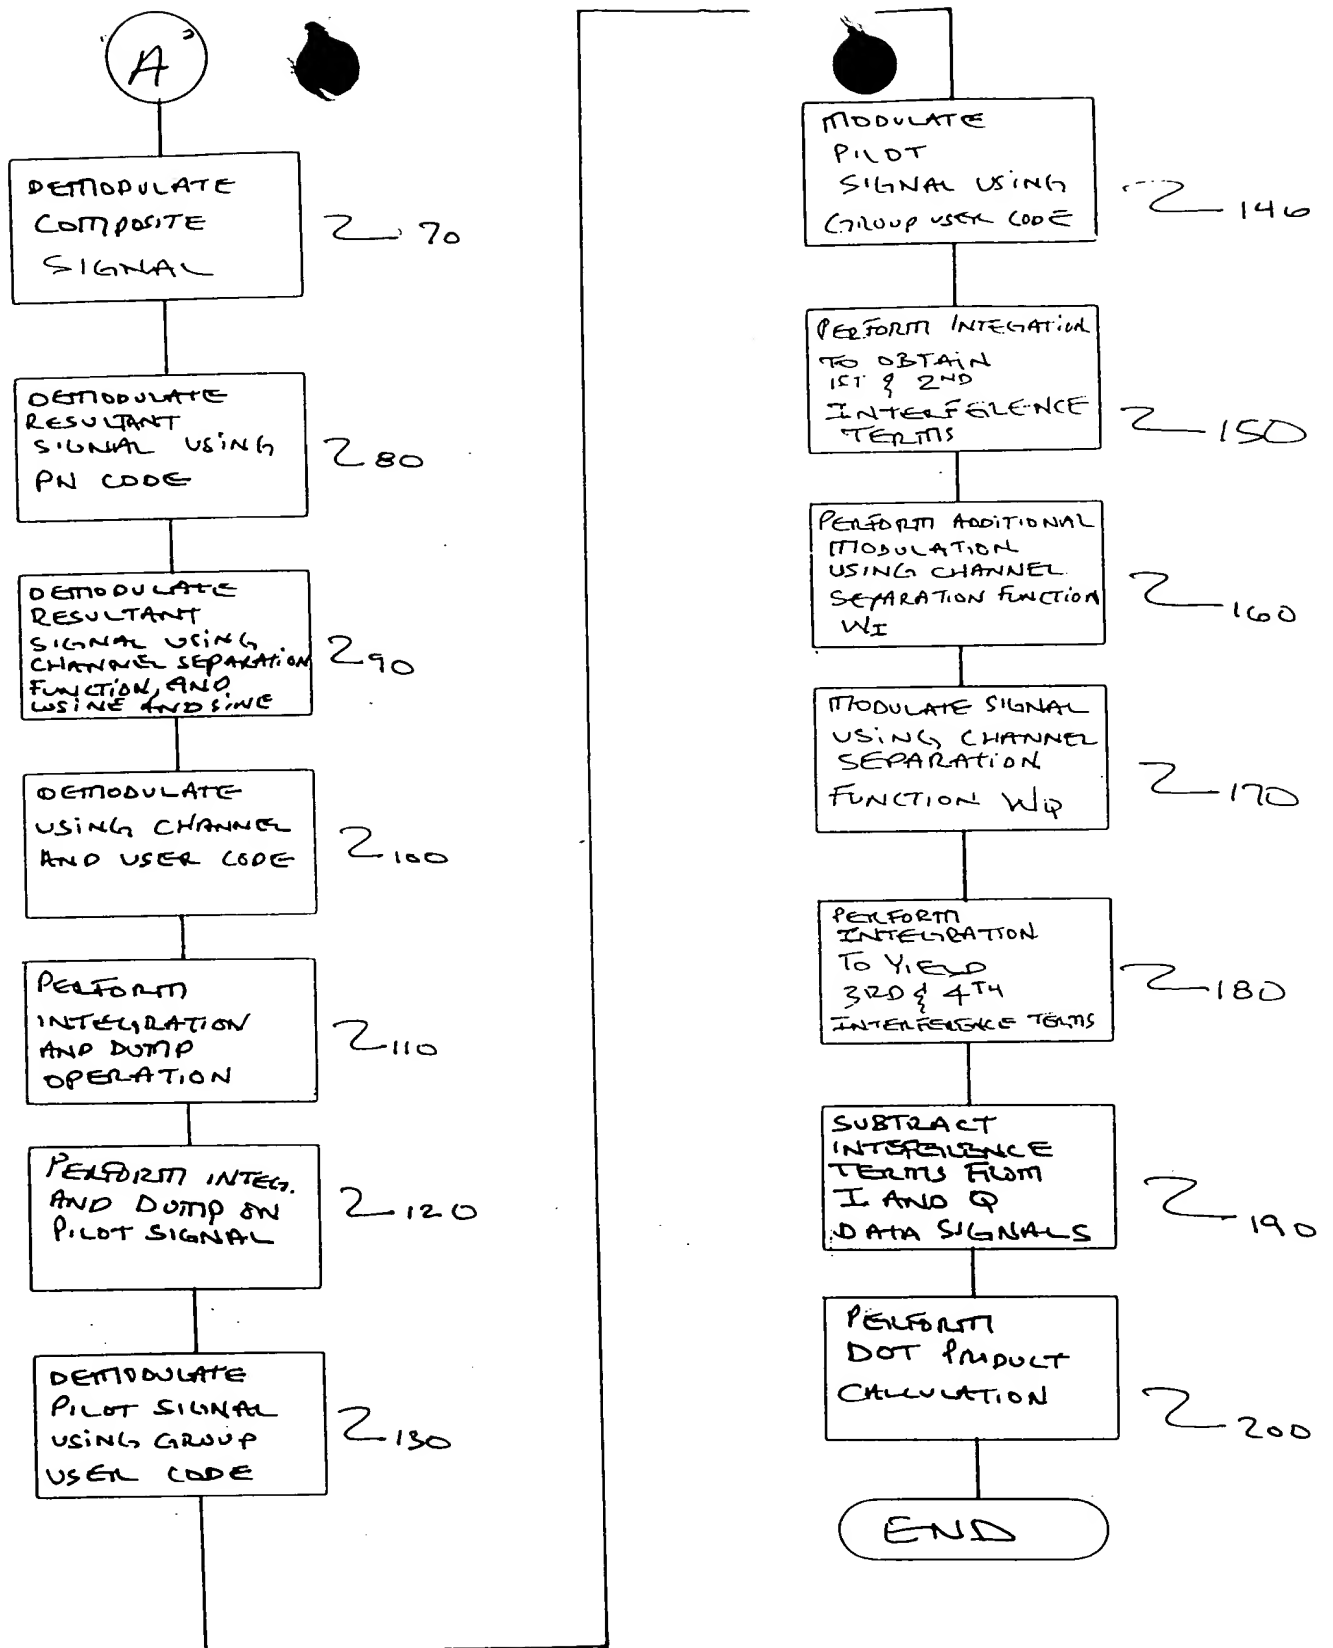 "A"
DEMODULATE
COMPOSITE
SIGNAL
70
DEMODULATE
RESULTANT
SIGNAL USING
PN CODE
80
DEMODULATE
RESULTANT
SIGNAL USING
CHANNEL SEPARATION
FUNCTION, AND
COSINE AND SINE
90
DEMODULATE
USING CHANNEL
AND USER CODE
100
PERFORM
INTEGRATION
AND DUMP
OPERATION
110
PERFORM INTEG.
AND DUMP ON
PILOT SIGNAL
120
DEMODULATE
PILOT SIGNAL
USING GROUP
USER CODE
130
MODULATE
PILOT
SIGNAL USING
GROUP USER CODE
140
PERFORM INTEGATION
TO OBTAIN
1ST & 2ND
INTERFERENCE
TERMS
150
PERFORM ADDITIONAL
MODULATION
USING CHANNEL
SEPARATION FUNCTION
WI
160
MODULATE SIGNAL
USING CHANNEL
SEPARATION
FUNCTION WQ
170
PERFORM
INTEGRATION
TO YIELD
3RD & 4TH
INTERFERENCE TERMS
180
SUBTRACT
INTEFERENCE
TERMS FROM
I AND Q
DATA SIGNALS
190
PERFORM
DOT PRODUCT
CALCULATION
200
END